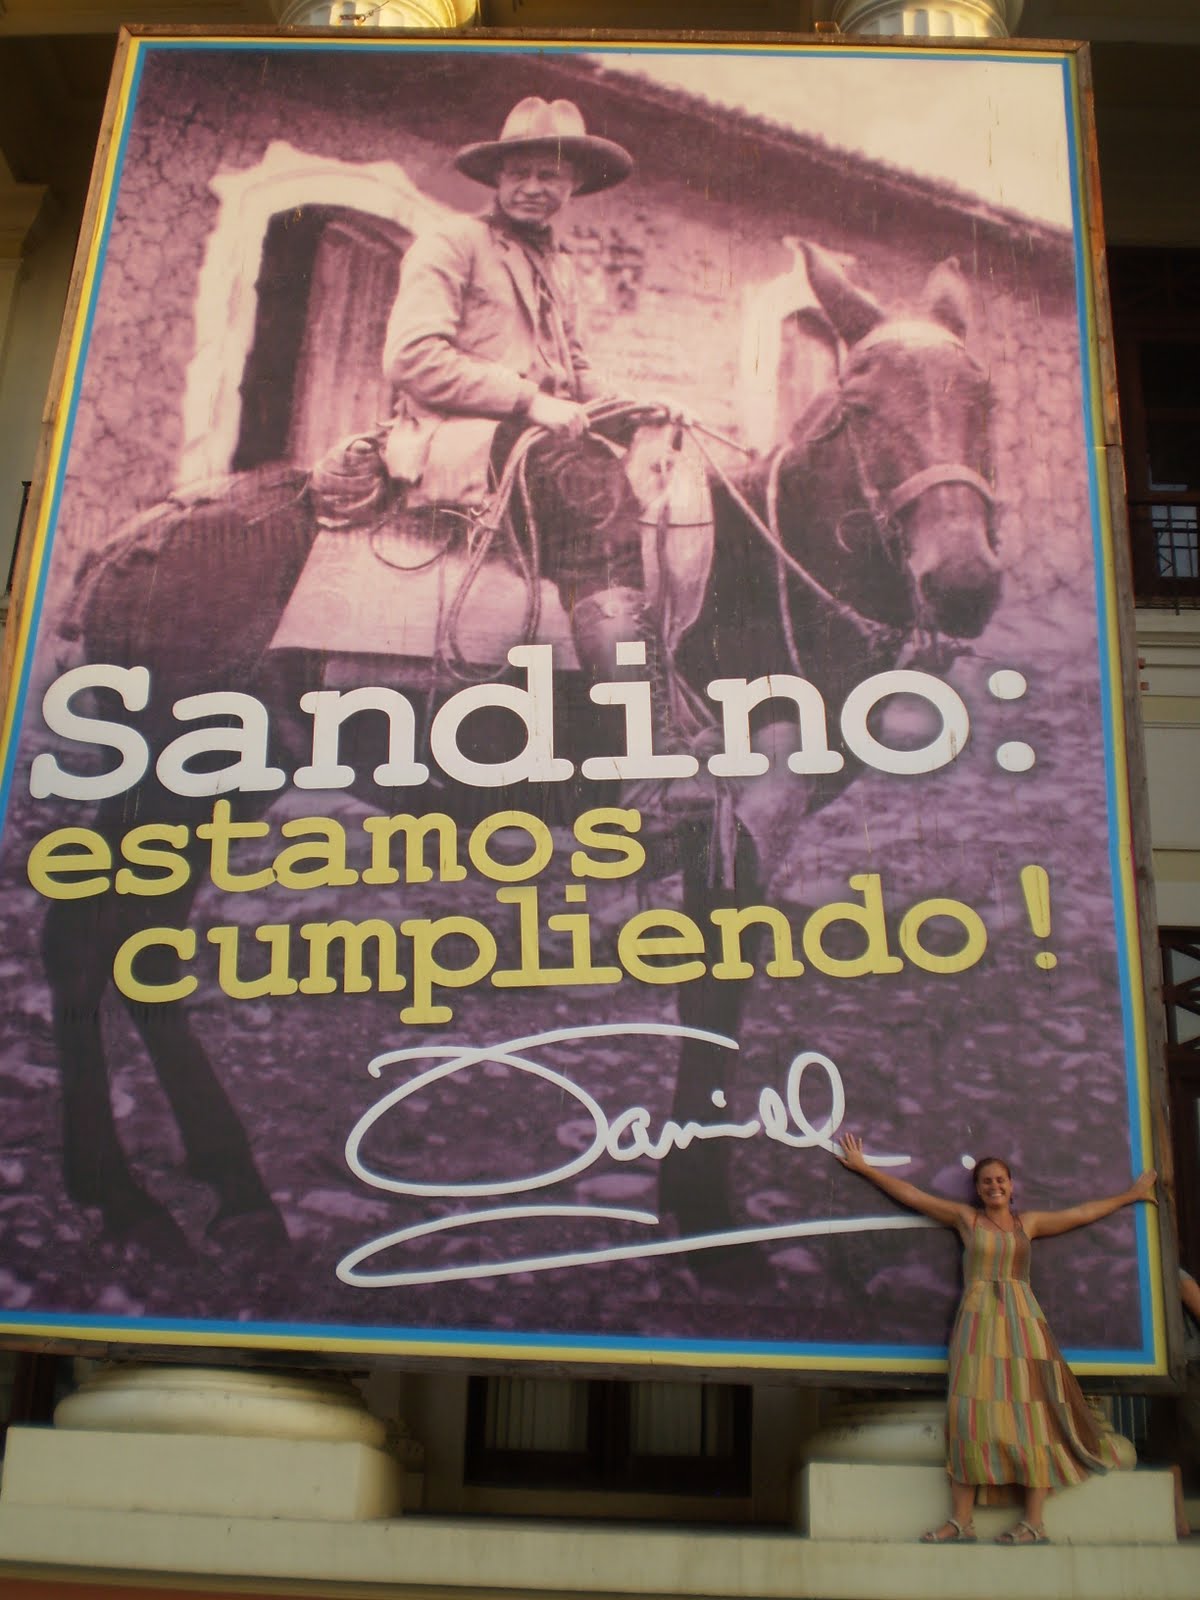 Sandino:
estamos
cumpliendo!
Daniel.